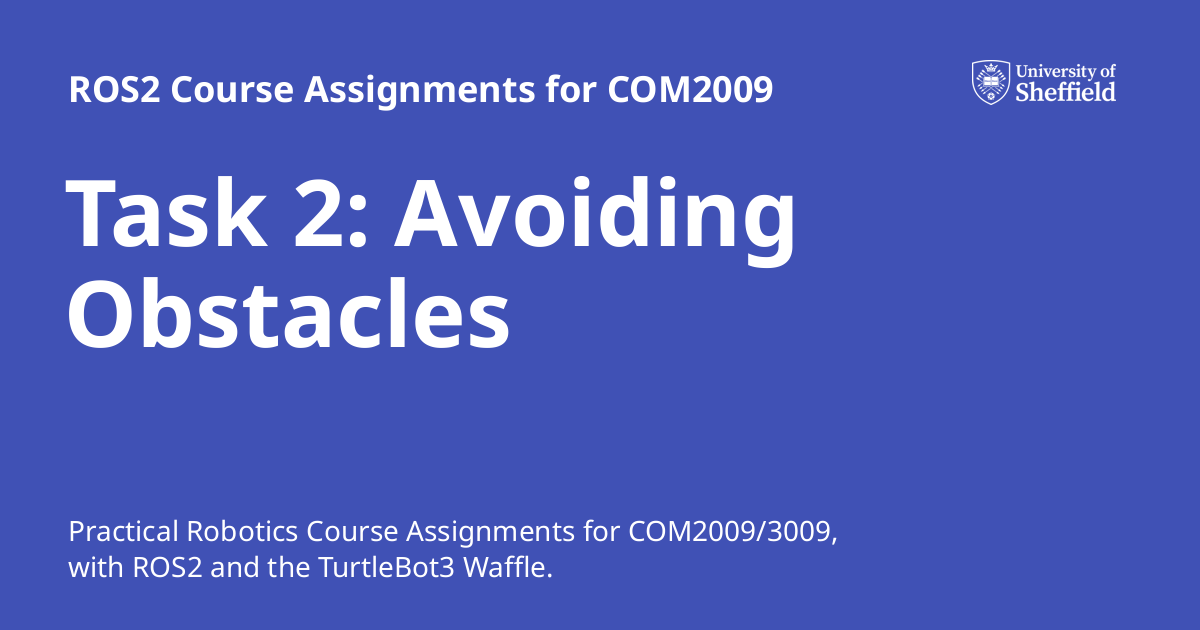 ROS2 Course Assignments for COM2009
University of
Sheffield
Task 2: Avoiding
Obstacles
Practical Robotics Course Assignments for COM2009/3009,
with ROS2 and the TurtleBot3 Waffle.